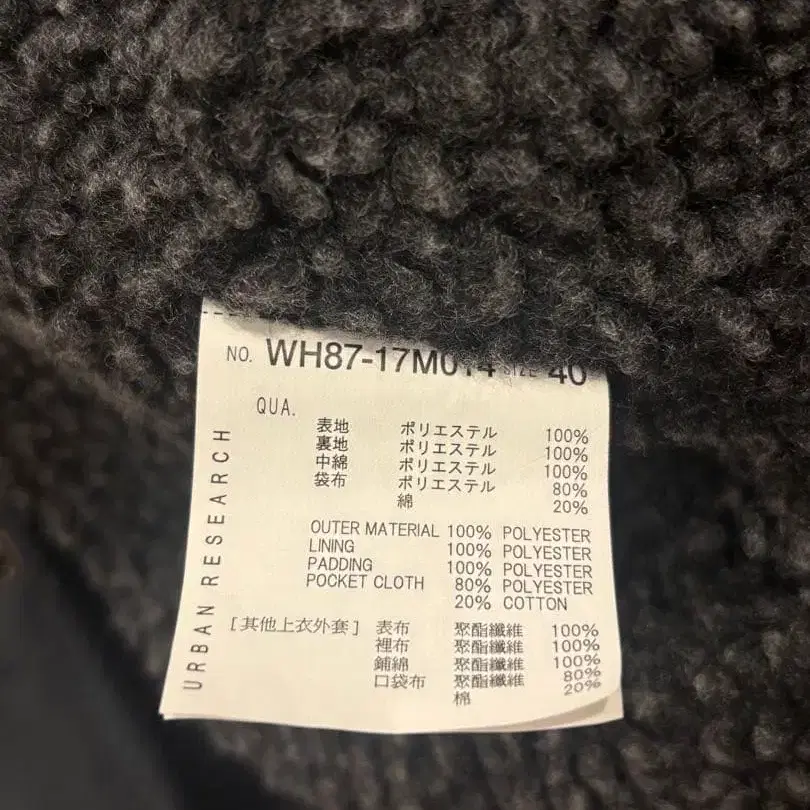 NO. WH87-17M014 SIZE 40
QUA.
表地 ポリエステル 100%
裏地 ポリエステル 100%
中綿 ポリエステル 100%
袋布 ポリエステル 80%
綿 20%
OUTER MATERIAL 100% POLYESTER
LINING 100% POLYESTER
PADDING 100% POLYESTER
POCKET CLOTH 80% POLYESTER
20% COTTON
[其他上衣外套] 表布 聚酯纖維 100%
裡布 聚酯纖維 100%
鋪綿 聚酯纖維 100%
口袋布 聚酯纖維 80%
棉 20%
URBAN RESEARCH